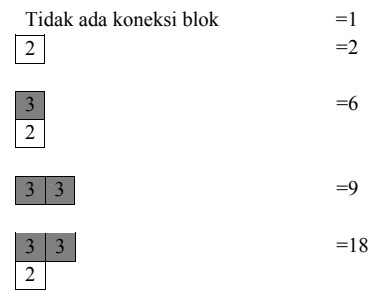 Tidak ada koneksi blok =1
2 =2
3 =6
2
3 3 =9
3 3 =18
2